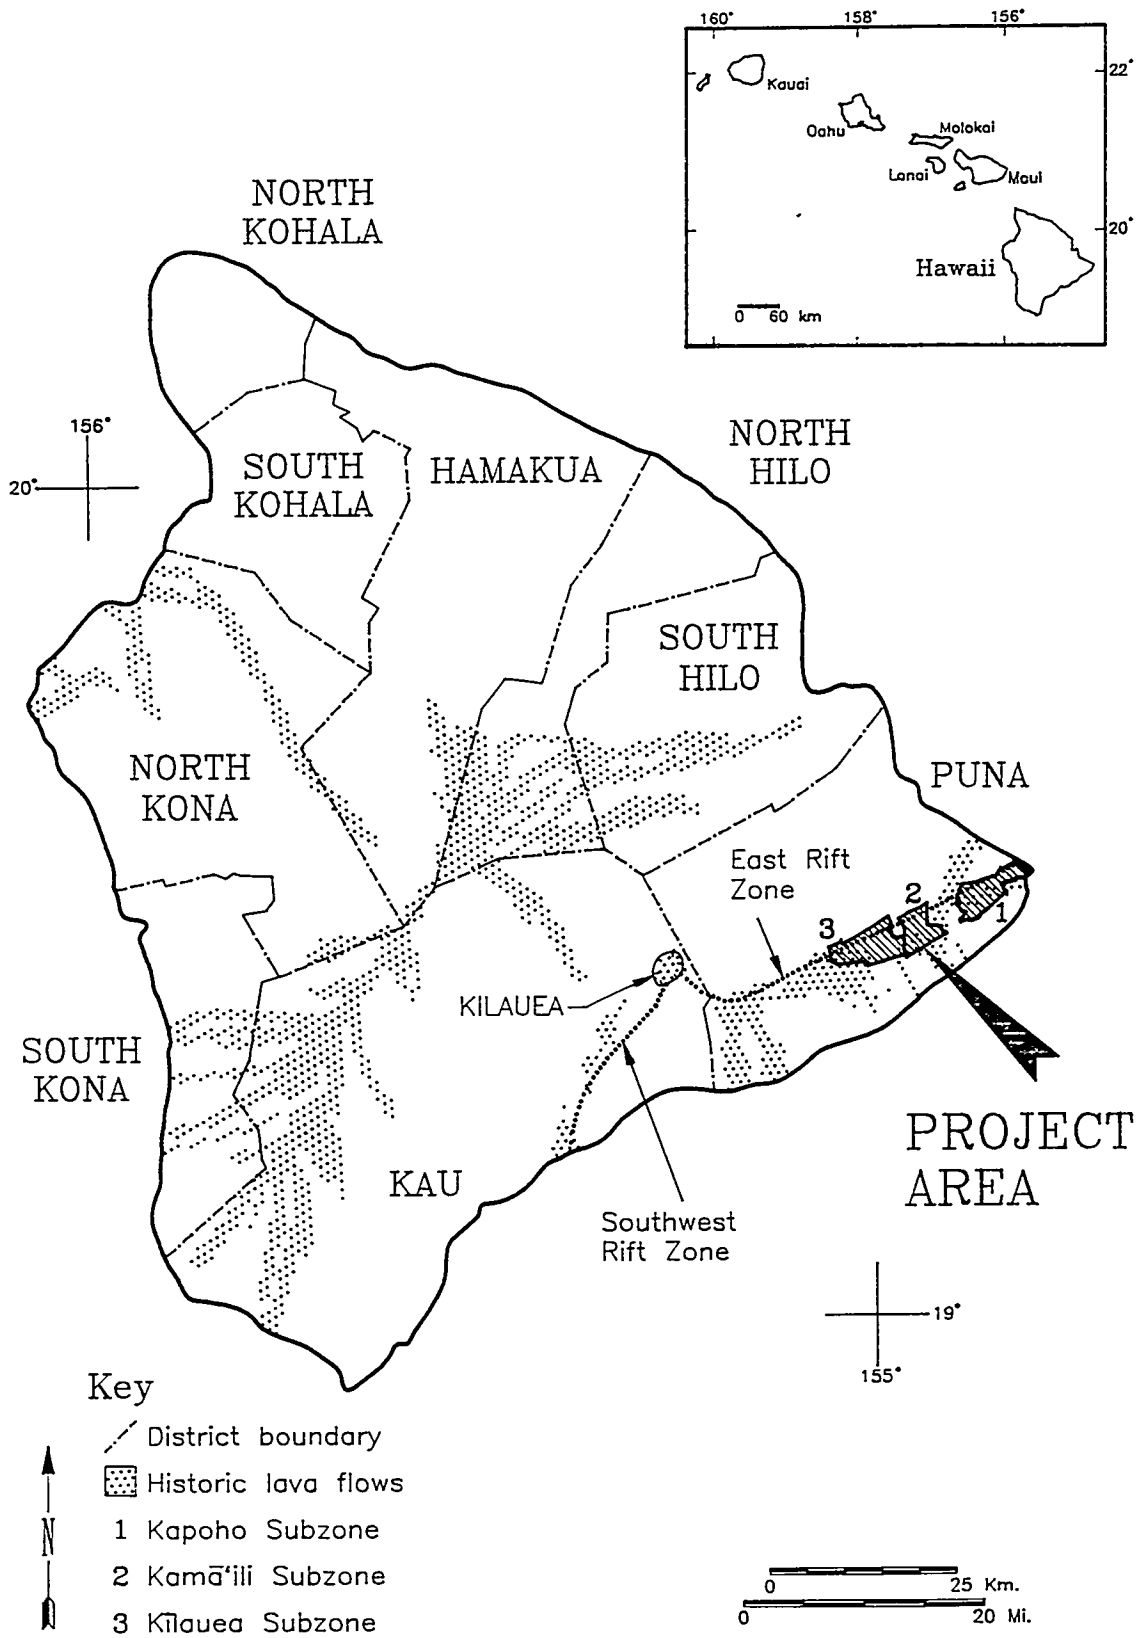 160° 158° 156°
22°
Kauai
Oahu
Molokai
Lanai
Maui
20°
Hawaii
0 60 km
NORTH
KOHALA
156°
20°
SOUTH
KOHALA
HAMAKUA
NORTH
HILO
SOUTH
HILO
NORTH
KONA
PUNA
East Rift
Zone
2
1
3
KILAUEA
SOUTH
KONA
PROJECT
AREA
KAU
Southwest
Rift Zone
19°
155°
Key
District boundary
Historic lava flows
1 Kapoho Subzone
N
2 Kamā‘ili Subzone
3 Kīlauea Subzone
0 25 Km.
0 20 Mi.